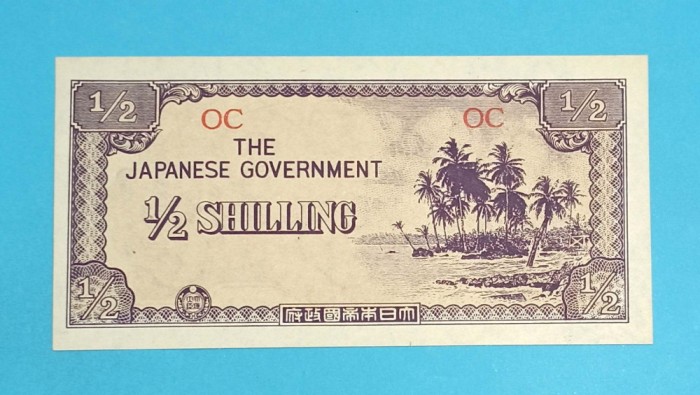 1/2
OC
OC
1/2
THE
JAPANESE GOVERNMENT
1/2 SHILLING
1/2
大日本帝國政府
1/2